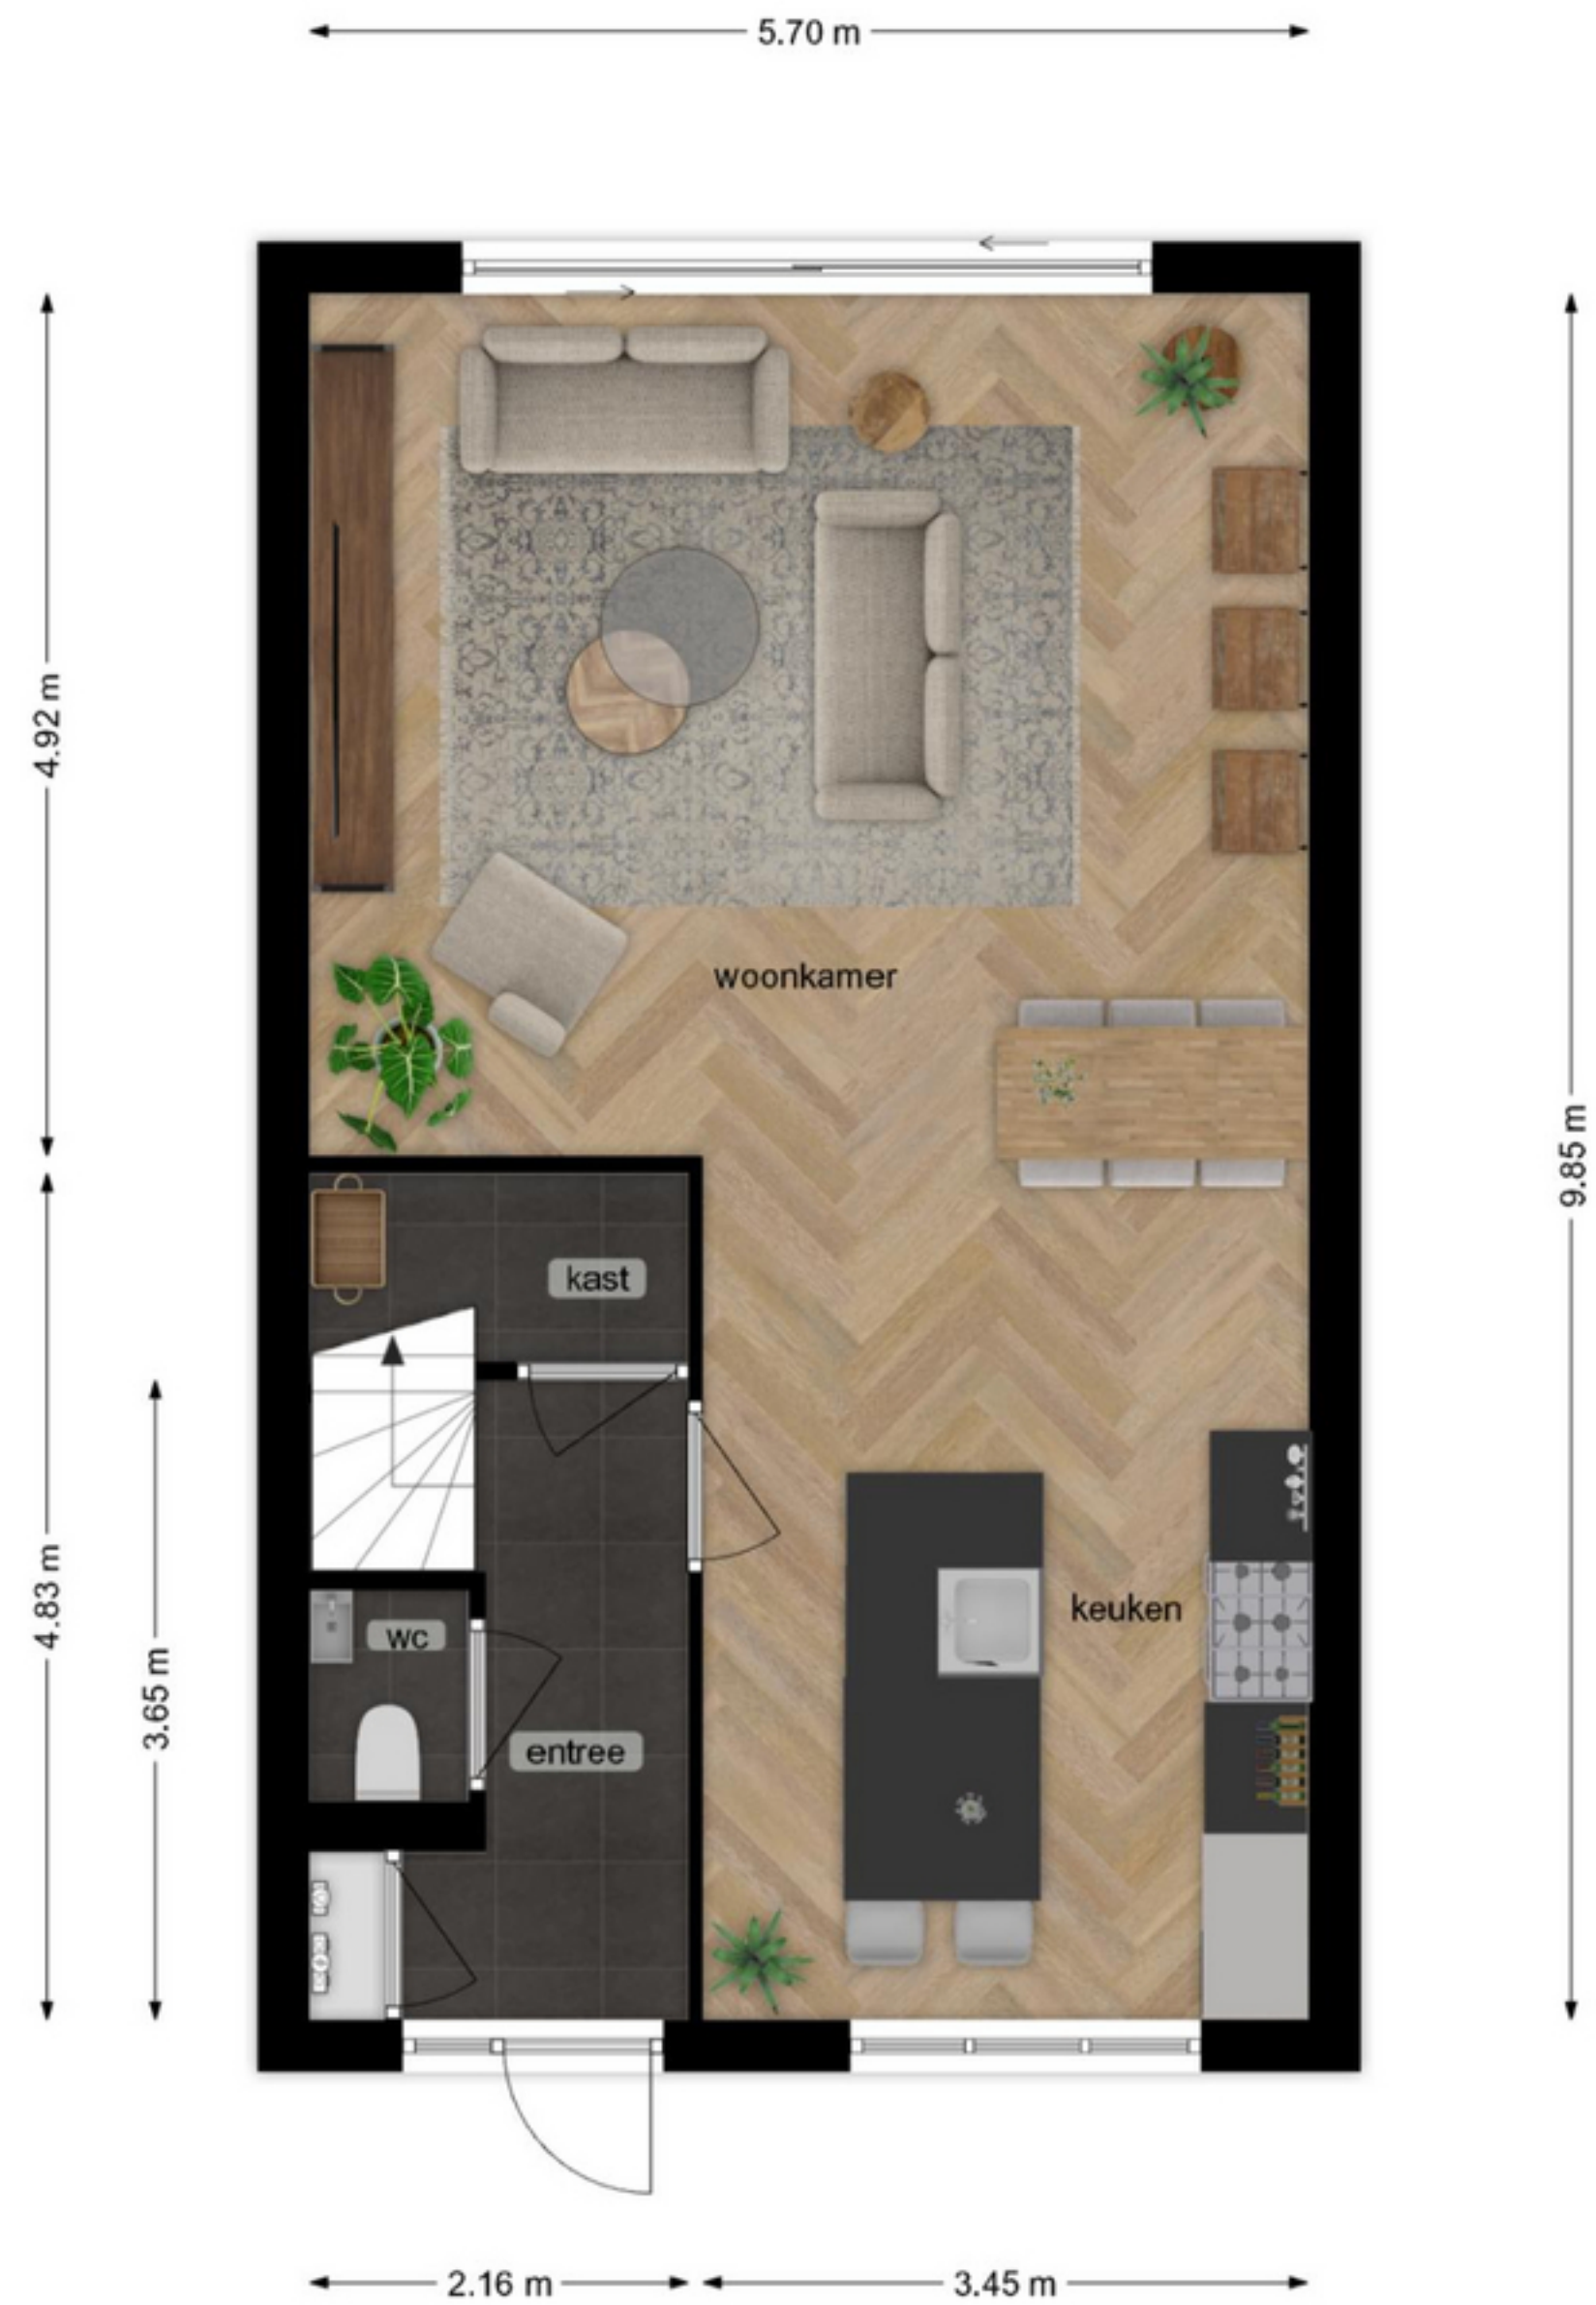 5.70 m
4.92 m
woonkamer
9.85 m
kast
4.83 m
3.65 m
wc
keuken
entree
2.16 m
3.45 m